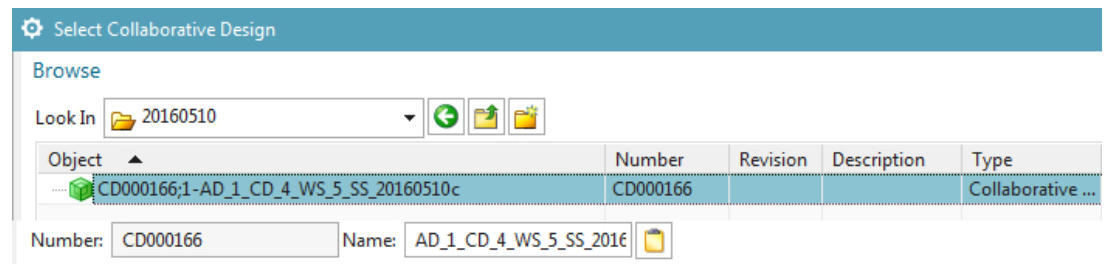 Select Collaborative Design
Browse
Look In 20160510
Object Number Revision Description Type
CD000166;1-AD_1_CD_4_WS_5_SS_20160510c CD000166 Collaborative ...
Number: CD000166 Name: AD_1_CD_4_WS_5_SS_2016